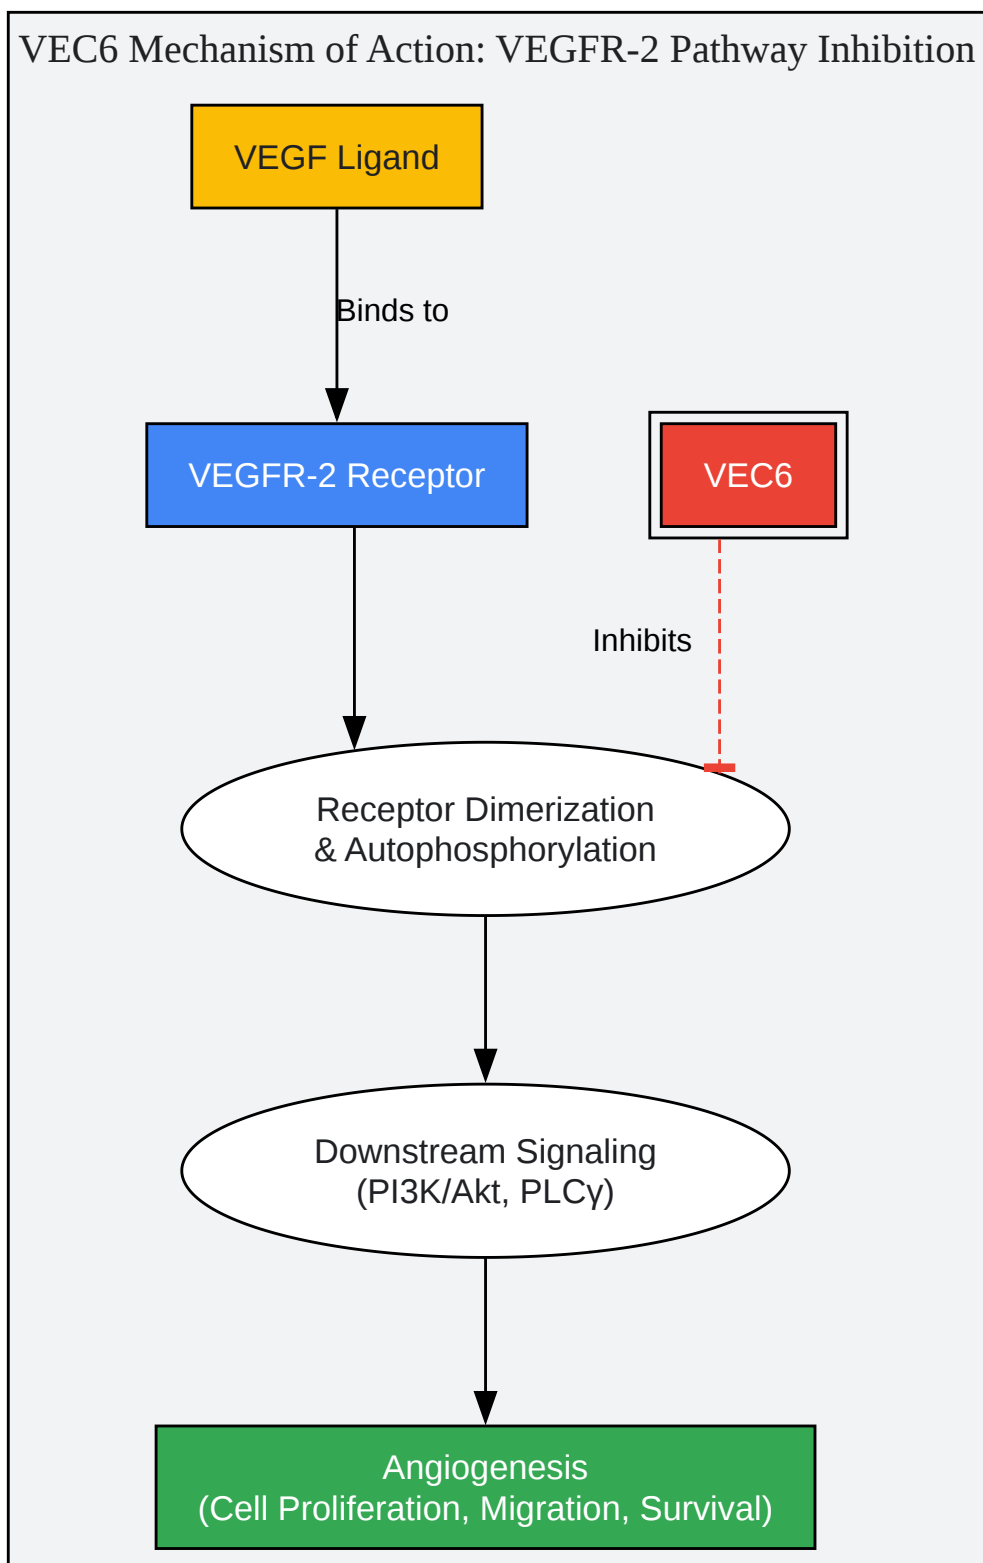 VEC6 Mechanism of Action: VEGFR-2 Pathway Inhibition
VEGF Ligand
Binds to
VEGFR-2 Receptor
VEC6
Inhibits
Receptor Dimerization
& Autophosphorylation
Downstream Signaling
(PI3K/Akt, PLCγ)
Angiogenesis
(Cell Proliferation, Migration, Survival)